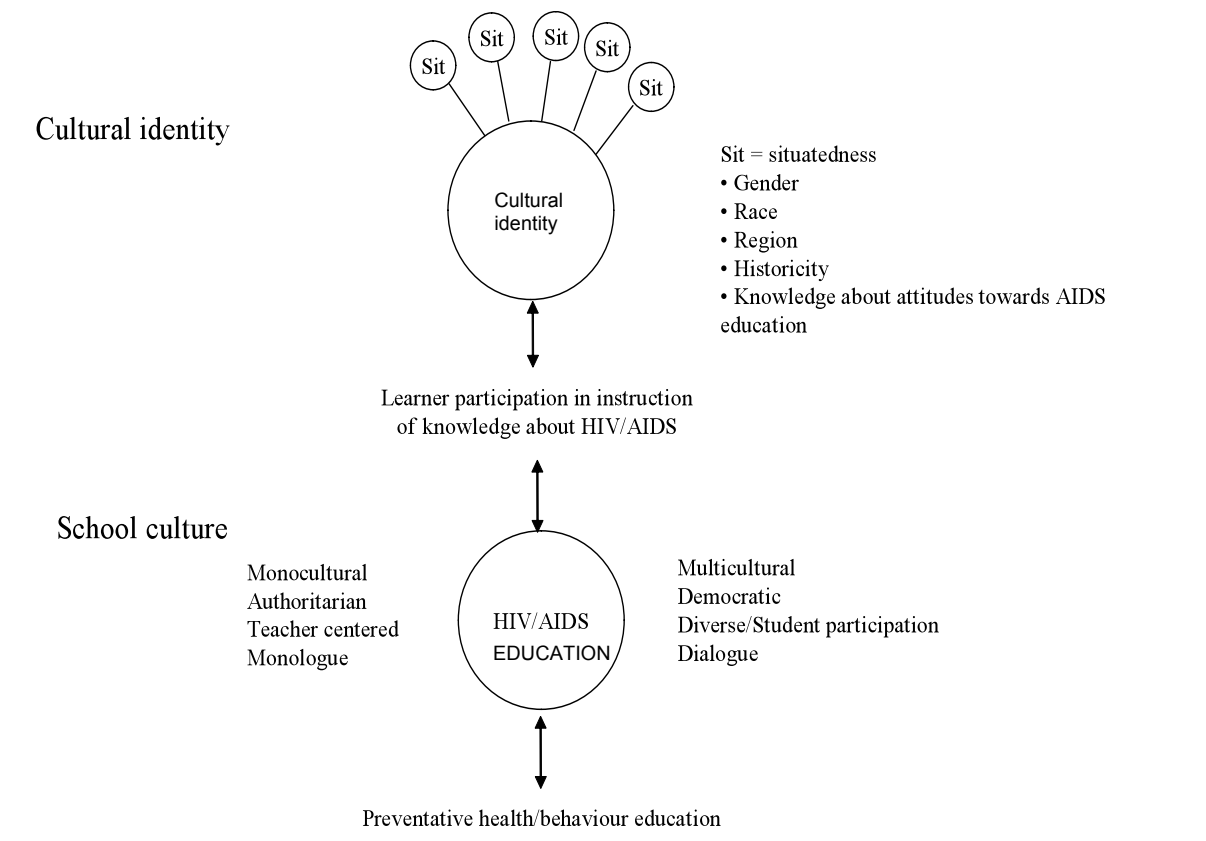 Sit
Sit
Sit
Sit
Sit
Cultural identity
Cultural
identity
Sit = situatedness
• Gender
• Race
• Region
• Historicity
• Knowledge about attitudes towards AIDS
education
Learner participation in instruction
of knowledge about HIV/AIDS
School culture
Monocultural
Authoritarian
Teacher centered
Monologue
HIV/AIDS
EDUCATION
Multicultural
Democratic
Diverse/Student participation
Dialogue
Preventative health/behaviour education